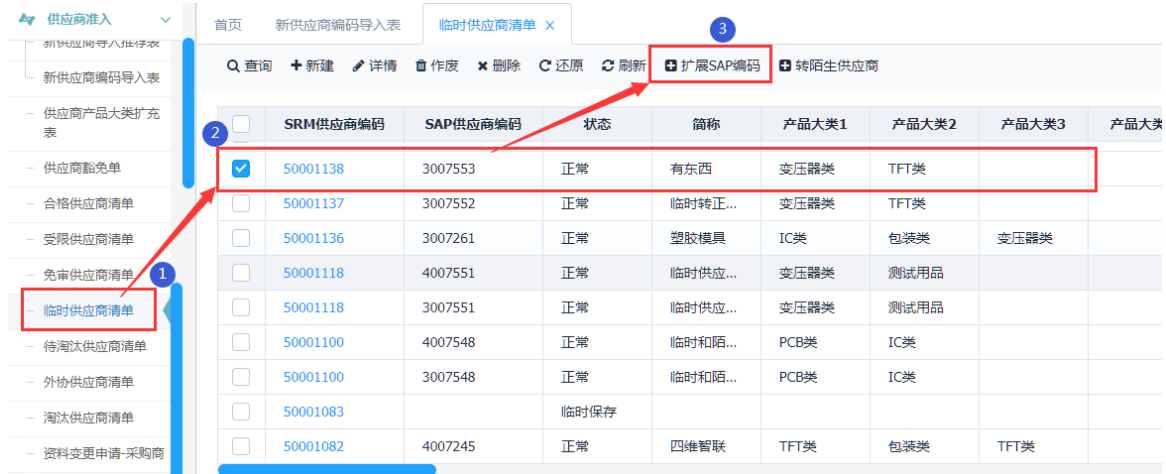 供应商准入
新供应商导入推荐表
新供应商编码导入表
供应商产品大类扩充
表
供应商豁免单
合格供应商清单
受限供应商清单
免审供应商清单
1
临时供应商清单
待淘汰供应商清单
外协供应商清单
淘汰供应商清单
资料变更申请-采购商
首页 新供应商编码导入表 临时供应商清单 ×
3
查询 新建 详情 作废 删除 还原 刷新 扩展SAP编码 转陌生供应商
2
SRM供应商编码 SAP供应商编码 状态 简称 产品大类1 产品大类2 产品大类3 产品大类
50001138 3007553 正常 有东西 变压器类 TFT类
50001137 3007552 正常 临时转正... 变压器类 TFT类
50001136 3007261 正常 塑胶模具 IC类 包装类 变压器类
50001118 4007551 正常 临时供应... 变压器类 测试用品
50001118 3007551 正常 临时供应... 变压器类 测试用品
50001100 4007548 正常 临时和陌... PCB类 IC类
50001100 3007548 正常 临时和陌... PCB类 IC类
50001083 临时保存
50001082 4007245 正常 四维智联 TFT类 包装类 TFT类